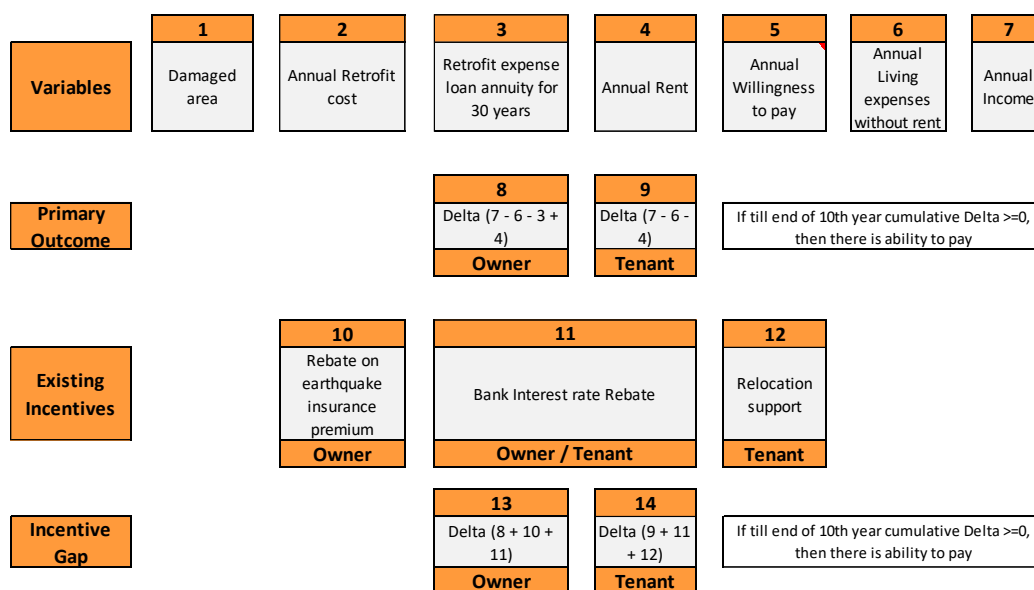 1
2
3
4
5
6
7
Variables
Damaged
area
Annual Retrofit
cost
Retrofit expense
loan annuity for
30 years
Annual Rent
Annual
Willingness
to pay
Annual
Living
expenses
without rent
Annual
Income
8
9
Primary
Outcome
Delta (7 - 6 - 3 +
4)
Owner
Delta (7 - 6 -
4)
Tenant
If till end of 10th year cumulative Delta >=0,
then there is ability to pay
10
11
12
Existing
Incentives
Rebate on
earthquake
insurance
premium
Owner
Bank Interest rate Rebate
Owner / Tenant
Relocation
support
Tenant
13
14
Incentive
Gap
Delta (8 + 10 +
11)
Owner
Delta (9 + 11
+ 12)
Tenant
If till end of 10th year cumulative Delta >=0,
then there is ability to pay